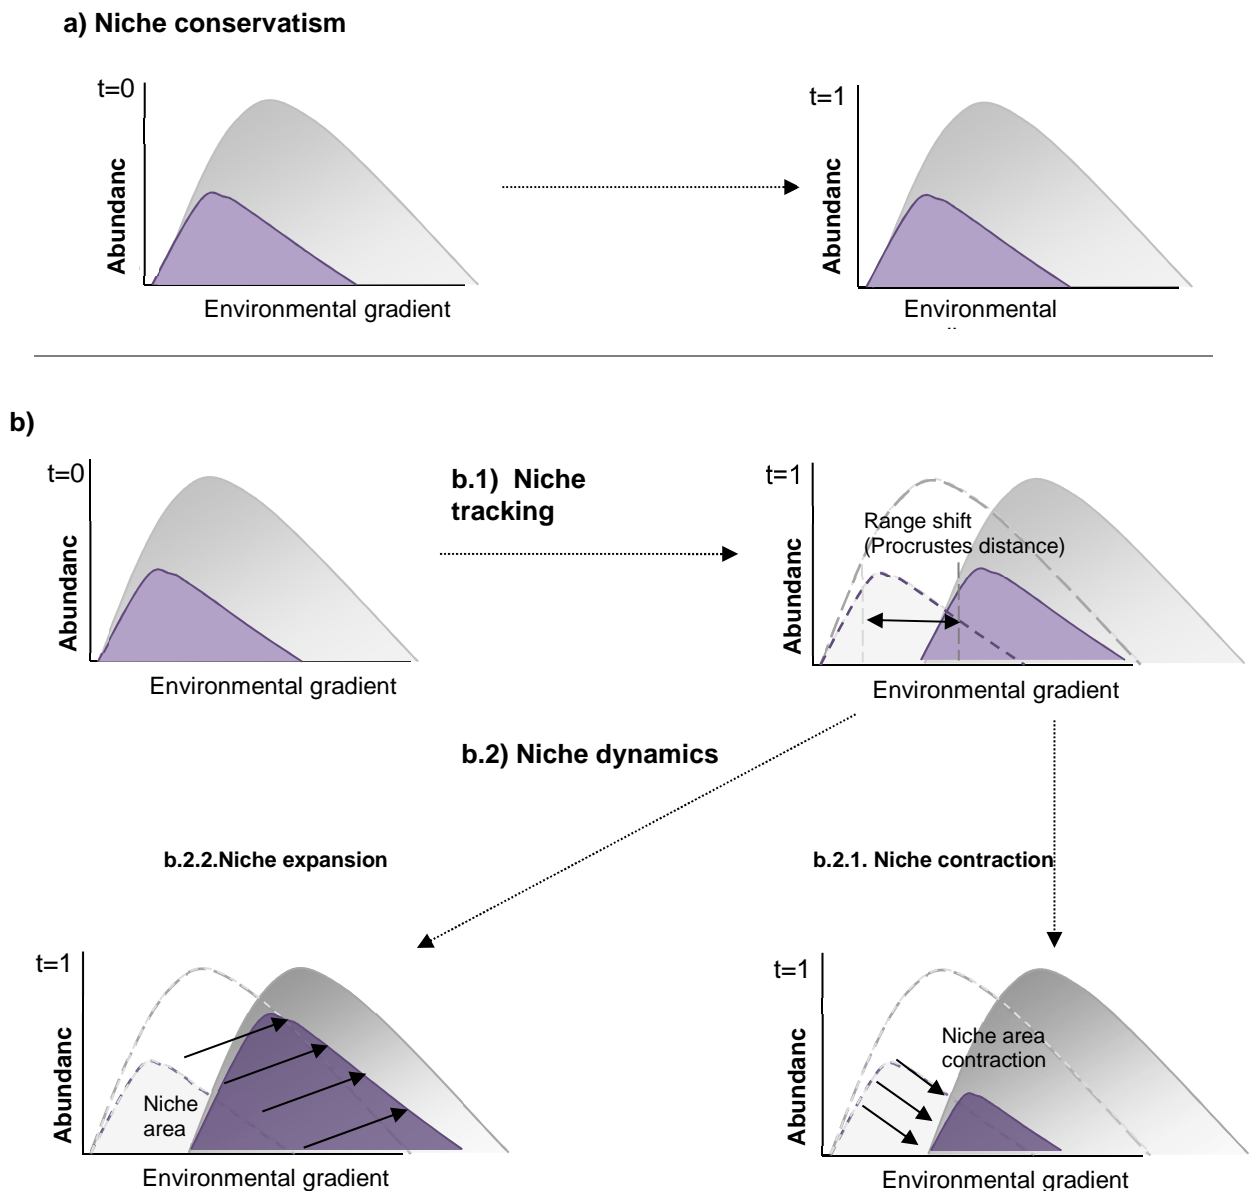 a) Niche conservatism
t=0
Abundanc
Environmental gradient
t=1
Abundanc
Environmental
b)
t=0
Abundanc
Environmental gradient
b.1)  Niche
tracking
t=1
Range shift
(Procrustes distance)
Abundanc
Environmental gradient
b.2) Niche dynamics
b.2.2.Niche expansion
b.2.1. Niche contraction
t=1
Niche
area
Abundanc
Environmental gradient
t=1
Niche area
contraction
Abundanc
Environmental gradient